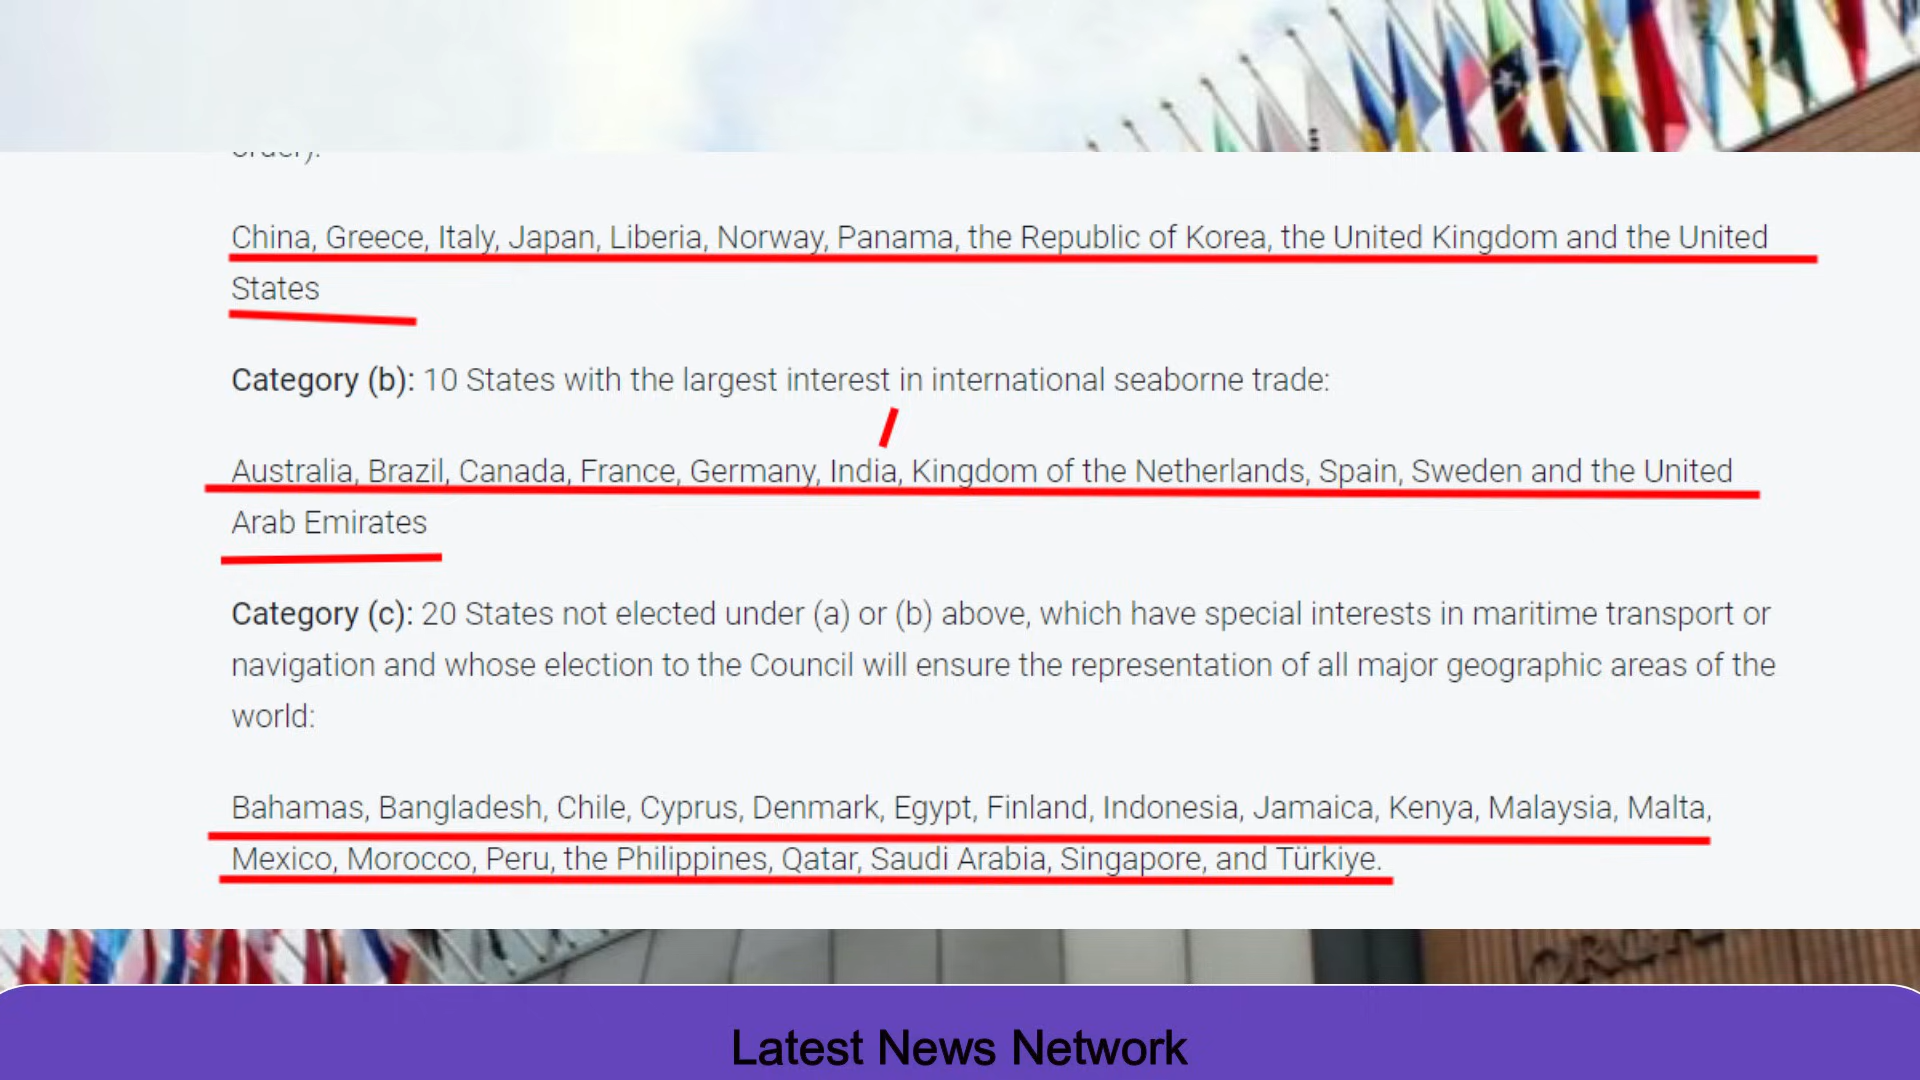 China, Greece, Italy, Japan, Liberia, Norway, Panama, the Republic of Korea, the United Kingdom and the United
States
Category (b): 10 States with the largest interest in international seaborne trade:
Australia, Brazil, Canada, France, Germany, India, Kingdom of the Netherlands, Spain, Sweden and the United
Arab Emirates
Category (c): 20 States not elected under (a) or (b) above, which have special interests in maritime transport or
navigation and whose election to the Council will ensure the representation of all major geographic areas of the
world:
Bahamas, Bangladesh, Chile, Cyprus, Denmark, Egypt, Finland, Indonesia, Jamaica, Kenya, Malaysia, Malta,
Mexico, Morocco, Peru, the Philippines, Qatar, Saudi Arabia, Singapore, and Türkiye.
Latest News Network